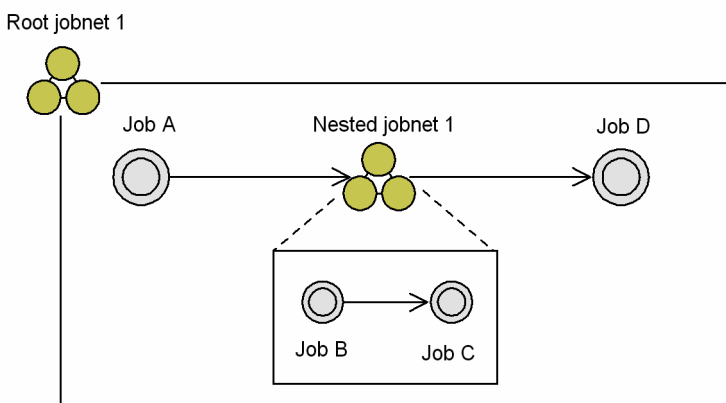 Root jobnet 1
Job A
Nested jobnet 1
Job D
Job B
Job C